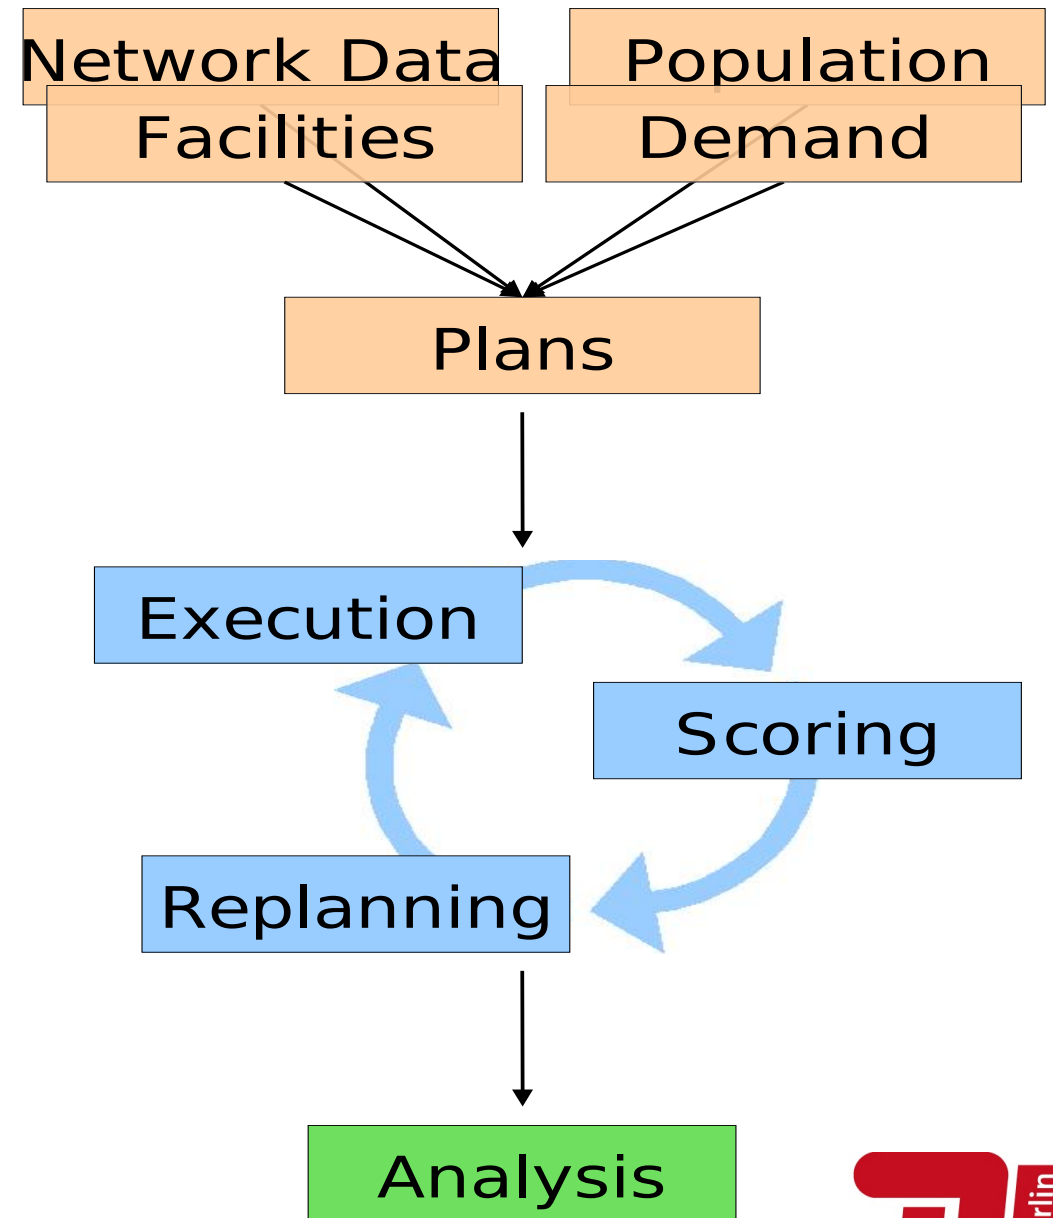 Network Data
Population
Facilities
Demand
Plans
Execution
Scoring
Replanning
Analysis